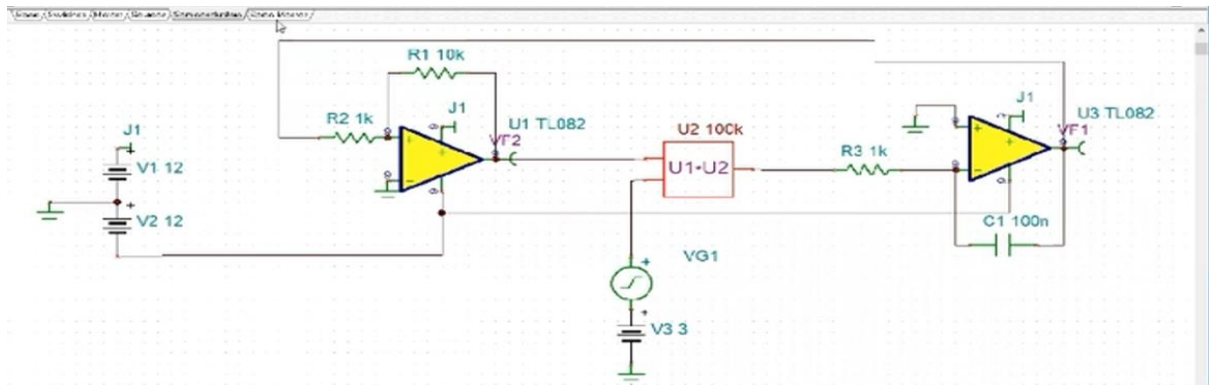 R1 10k
J1
R2 1k
U1 TL082
VF2
J1
V1 12
V2 12
U2 100k
U1*U2
R3 1k
J1
U3 TL082
VF1
C1 100n
VG1
V3 3